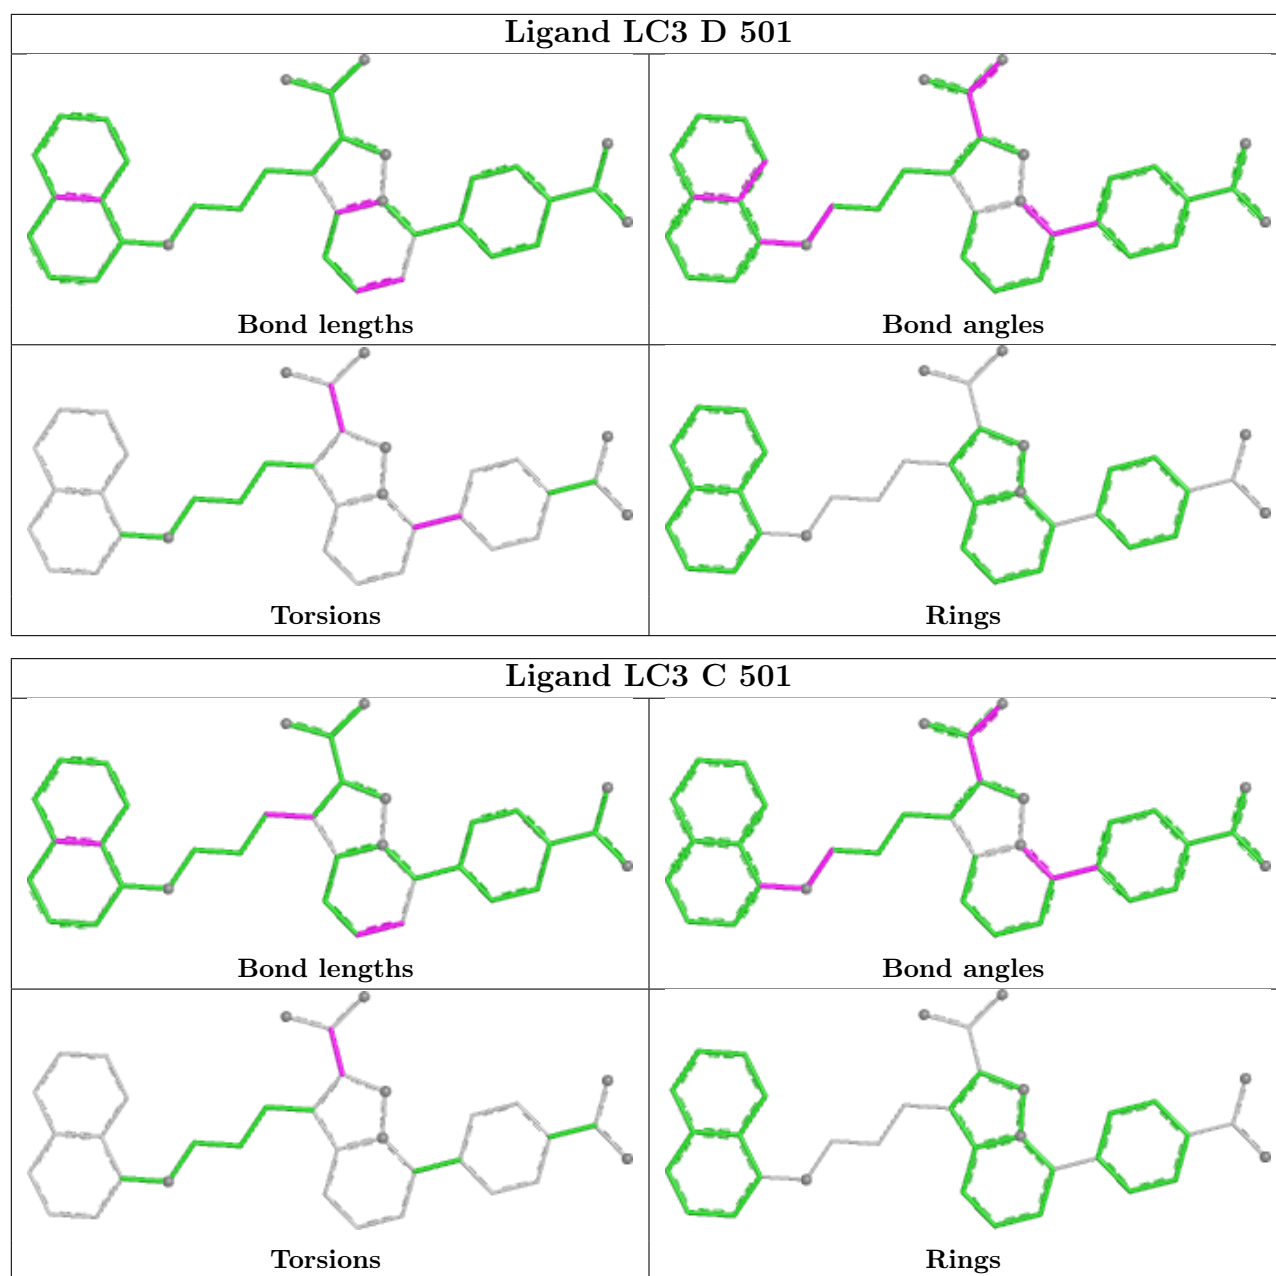 Ligand LC3 D 501
Bond lengths
Bond angles
Torsions
Rings
Ligand LC3 C 501
Bond lengths
Bond angles
Torsions
Rings